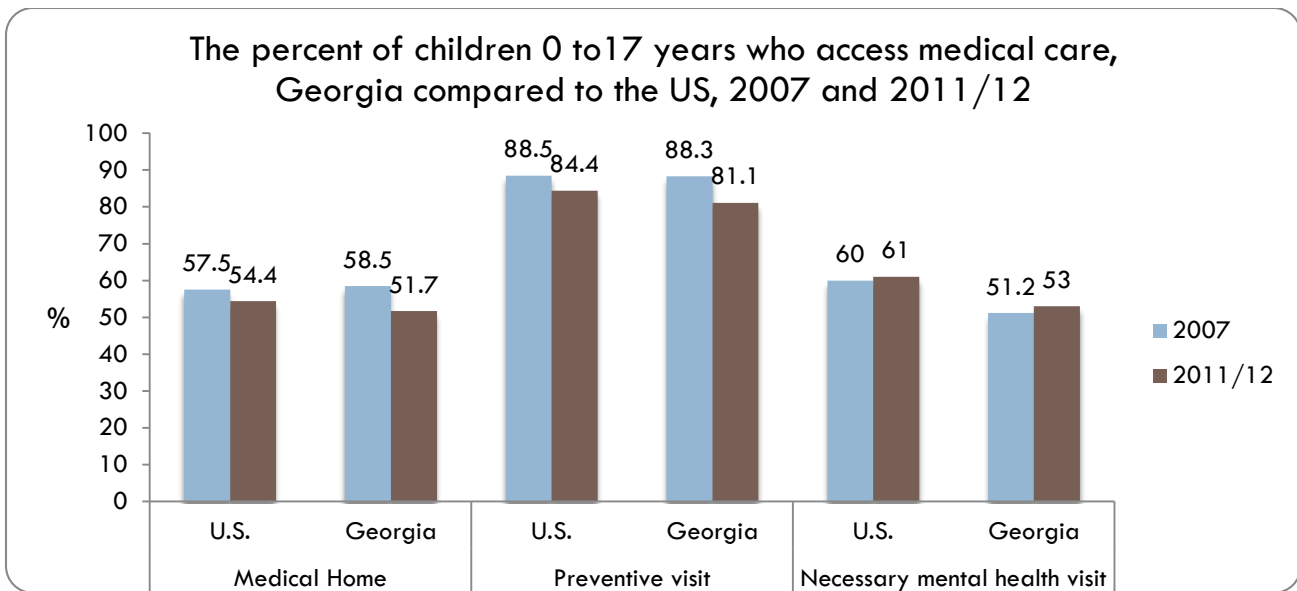 The percent of children 0 to17 years who access medical care,
Georgia compared to the US, 2007 and 2011/12
100
90
80
70
60
50
40
30
20
10
0
%
57.5
54.4
58.5
51.7
88.5
84.4
88.3
81.1
60
61
51.2
53
2007
2011/12
U.S.
Georgia
U.S.
Georgia
U.S.
Georgia
Medical Home
Preventive visit
Necessary mental health visit